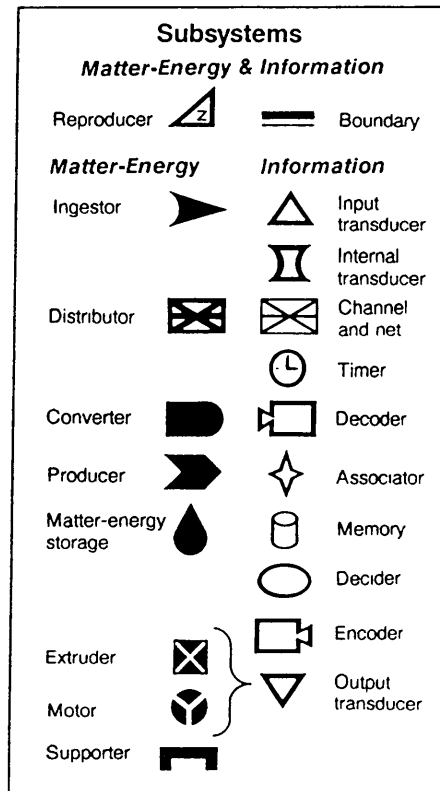 Subsystems
Matter-Energy & Information
Reproducer
Z
Boundary
Matter-Energy
Information
Ingestor
Input
transducer
Internal
transducer
Distributor
Channel
and net
Timer
Converter
Decoder
Producer
Associator
Matter-energy
storage
Memory
Decider
Encoder
Extruder
Output
transducer
Motor
Supporter